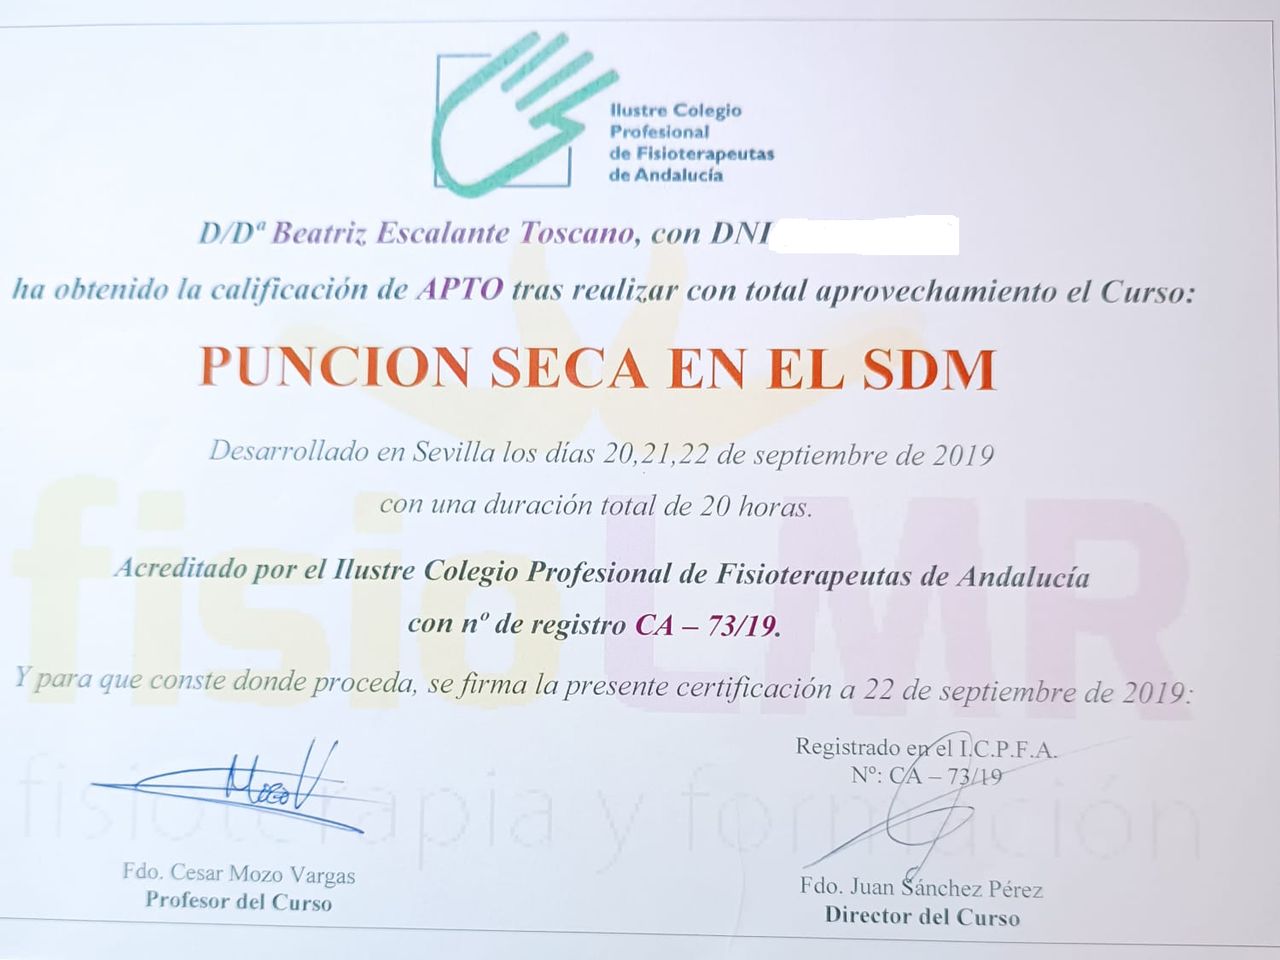 Ilustre Colegio
Profesional
de Fisioterapeutas
de Andalucía
D/Dª Beatriz Escalante Toscano, con DNI
ha obtenido la calificación de APTO tras realizar con total aprovechamiento el Curso:
PUNCION SECA EN EL SDM
Desarrollado en Sevilla los días 20,21,22 de septiembre de 2019
con una duración total de 20 horas.
Acreditado por el Ilustre Colegio Profesional de Fisioterapeutas de Andalucía
con nº de registro CA – 73/19.
Y para que conste donde proceda, se firma la presente certificación a 22 de septiembre de 2019:
fisioLMR
fisioterapia y formación
Registrado en el I.C.P.F.A.
Nº: CA – 73/19
Mozo V
Fdo. Cesar Mozo Vargas
Profesor del Curso
Fdo. Juan Sánchez Pérez
Director del Curso